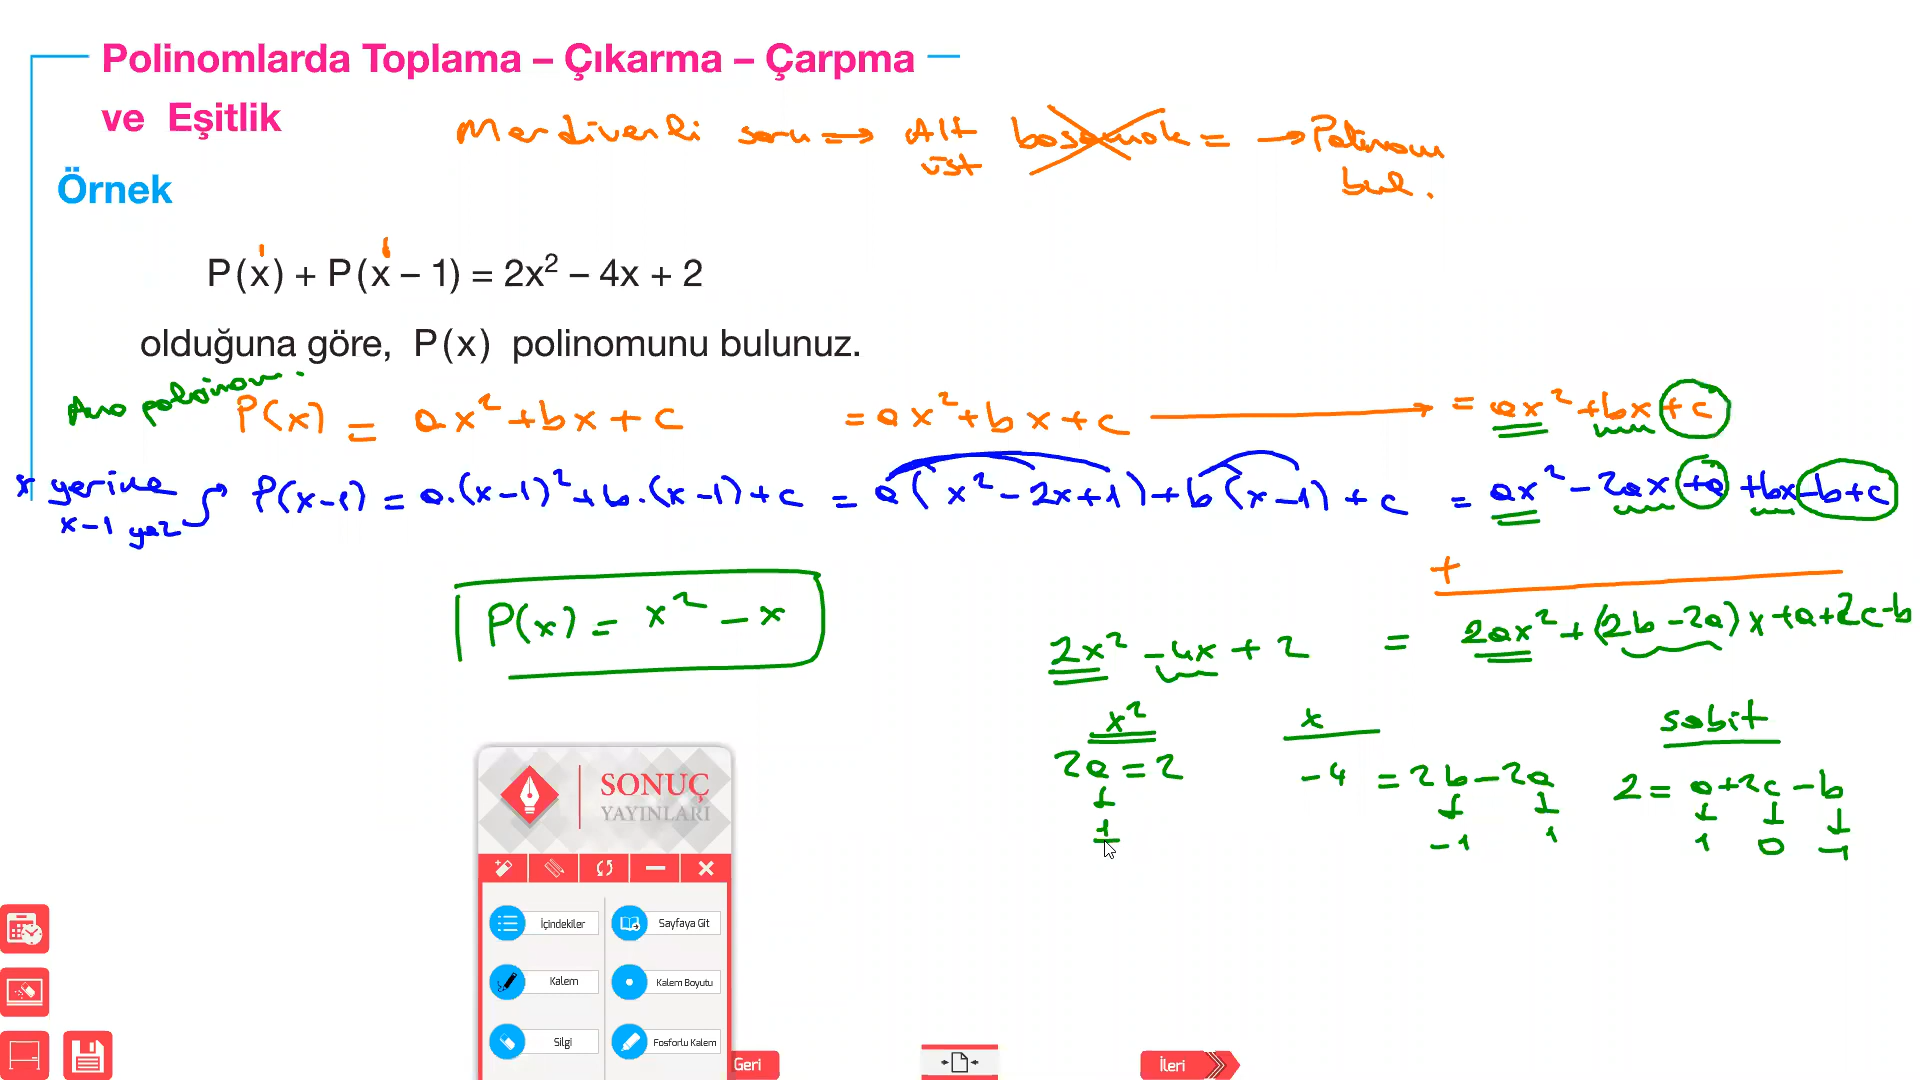 Polinomlarda Toplama – Çıkarma – Çarpma
ve Eşitlik
Merdivenli soru ⟹ Alt üst basamak = → Polinom bul.
Örnek
P(x) + P(x – 1) = 2x² – 4x + 2
olduğuna göre, P(x) polinomunu bulunuz.
Ana polinom.
P(x) = ax²+bx+c = ax²+bx+c → = ax²+bx+c
x yerine x-1 yaz
P(x-1) = a.(x-1)²+b.(x-1)+c = a(x²-2x+1)+b(x-1)+c = ax²-2ax+a+bx-b+c
+
P(x) = x²-x
2x²-4x+2 = 2ax²+(2b-2a)x+a+2c-b
x² x sabit
2a=2 -4=2b-2a 2=a+2c-b
1 -1 1 1 0 -1
SONUÇ
YAYINLARI
İçindekiler Sayfaya Git
Kalem Kalem Boyutu
Silgi Fosforlu Kalem
Geri İleri